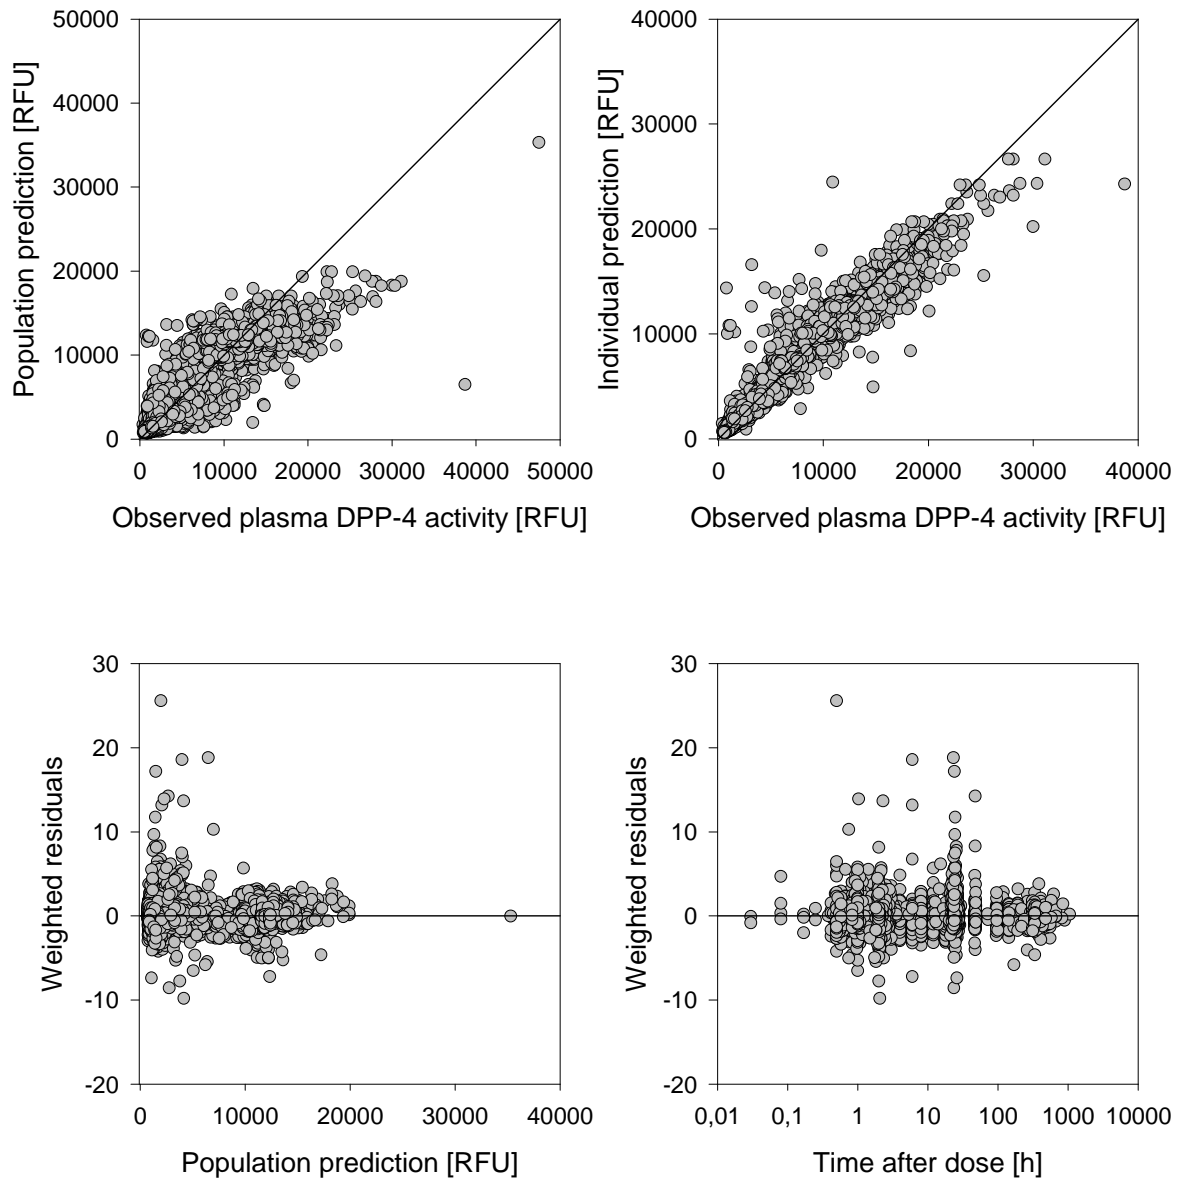 50000
40000
30000
20000
10000
0
Population prediction [RFU]
0 10000 20000 30000 40000 50000
Observed plasma DPP-4 activity [RFU]
40000
30000
20000
10000
0
Individual prediction [RFU]
0 10000 20000 30000 40000
Observed plasma DPP-4 activity [RFU]
30
20
10
0
-10
-20
Weighted residuals
0 10000 20000 30000 40000
Population prediction [RFU]
30
20
10
0
-10
-20
Weighted residuals
0,01 0,1 1 10 100 1000 10000
Time after dose [h]